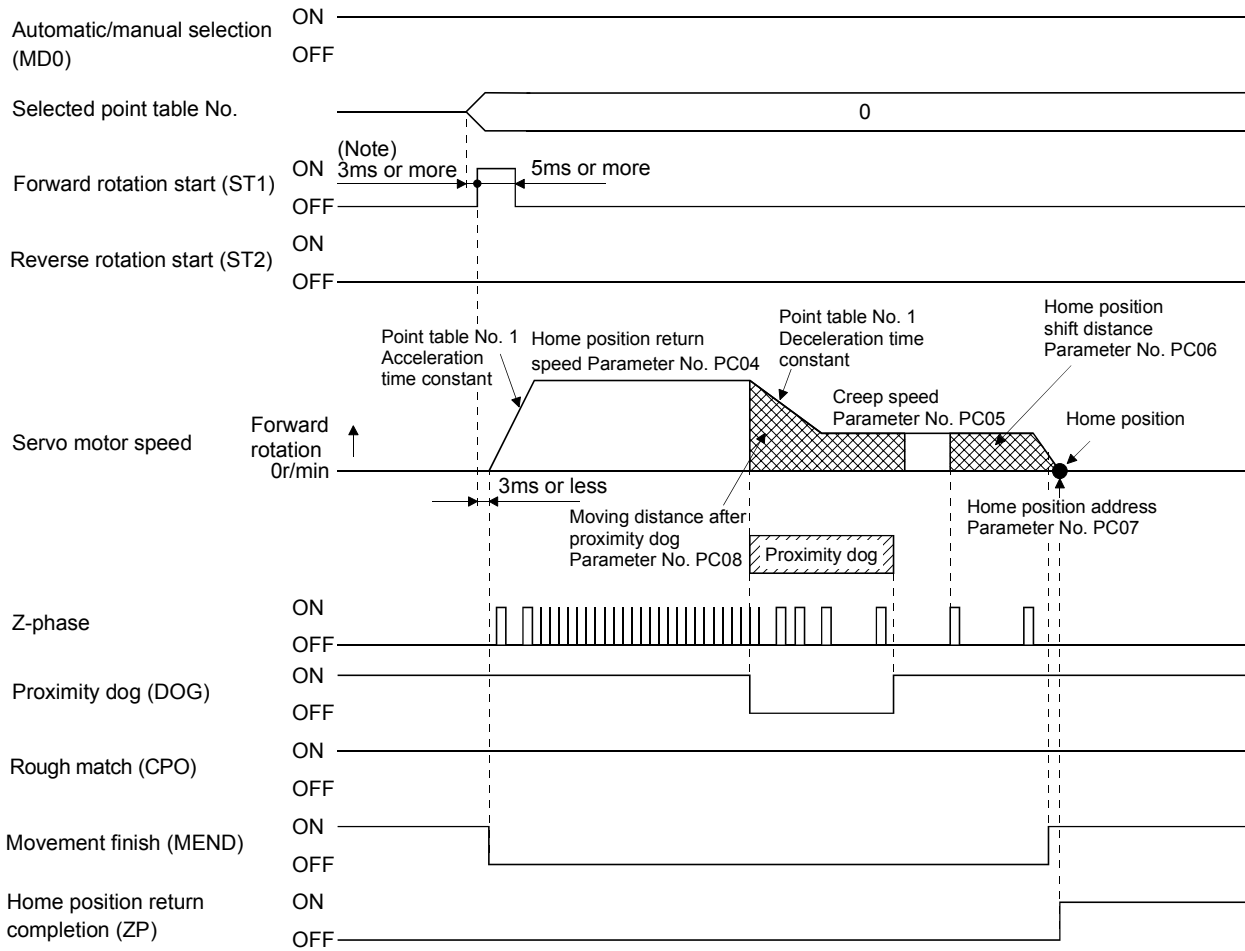 Automatic/manual selection
(MD0)
ON
OFF
Selected point table No.
0
Forward rotation start (ST1)
ON
OFF
(Note)
3ms or more
5ms or more
Reverse rotation start (ST2)
ON
OFF
Servo motor speed
Forward
rotation
0r/min
Point table No. 1
Acceleration
time constant
Home position return
speed Parameter No. PC04
Point table No. 1
Deceleration time
constant
Creep speed
Parameter No. PC05
Home position
shift distance
Parameter No. PC06
Home position
3ms or less
Moving distance after
proximity dog
Parameter No. PC08
Proximity dog
Home position address
Parameter No. PC07
Z-phase
ON
OFF
Proximity dog (DOG)
ON
OFF
Rough match (CPO)
ON
OFF
Movement finish (MEND)
ON
OFF
Home position return
completion (ZP)
ON
OFF